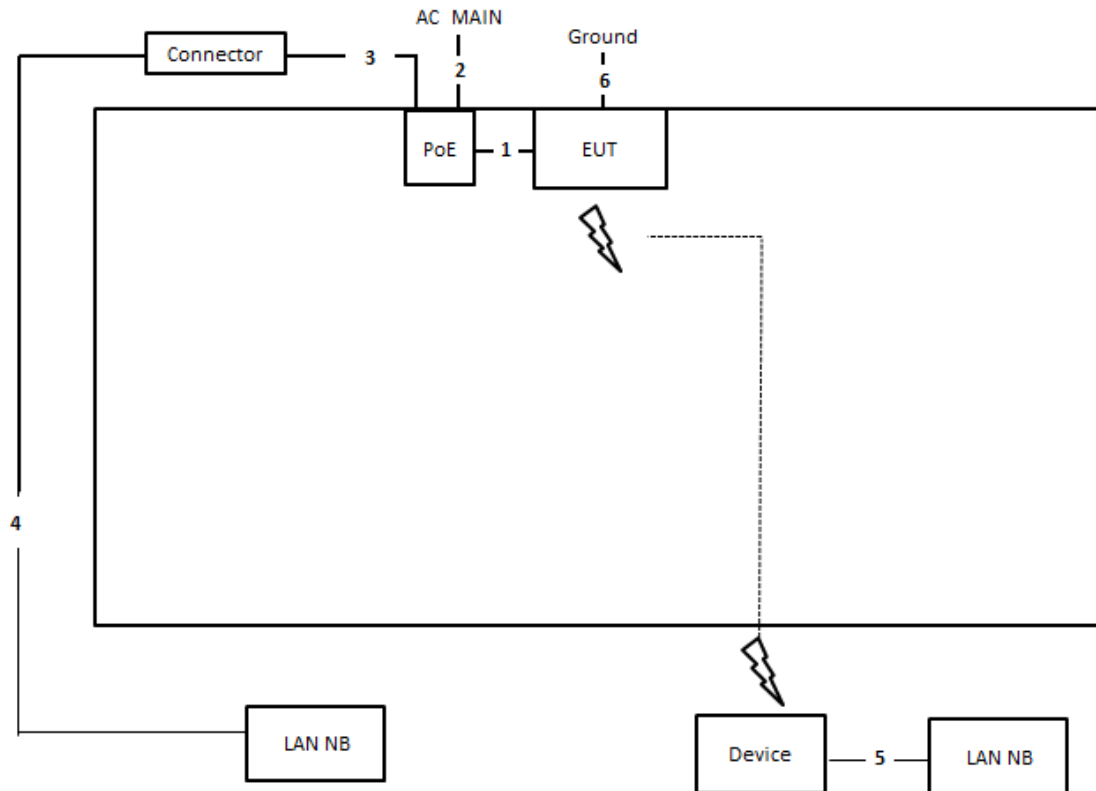 AC MAIN
Ground
Connector
3
2
6
PoE
1
EUT
4
LAN NB
Device
5
LAN NB